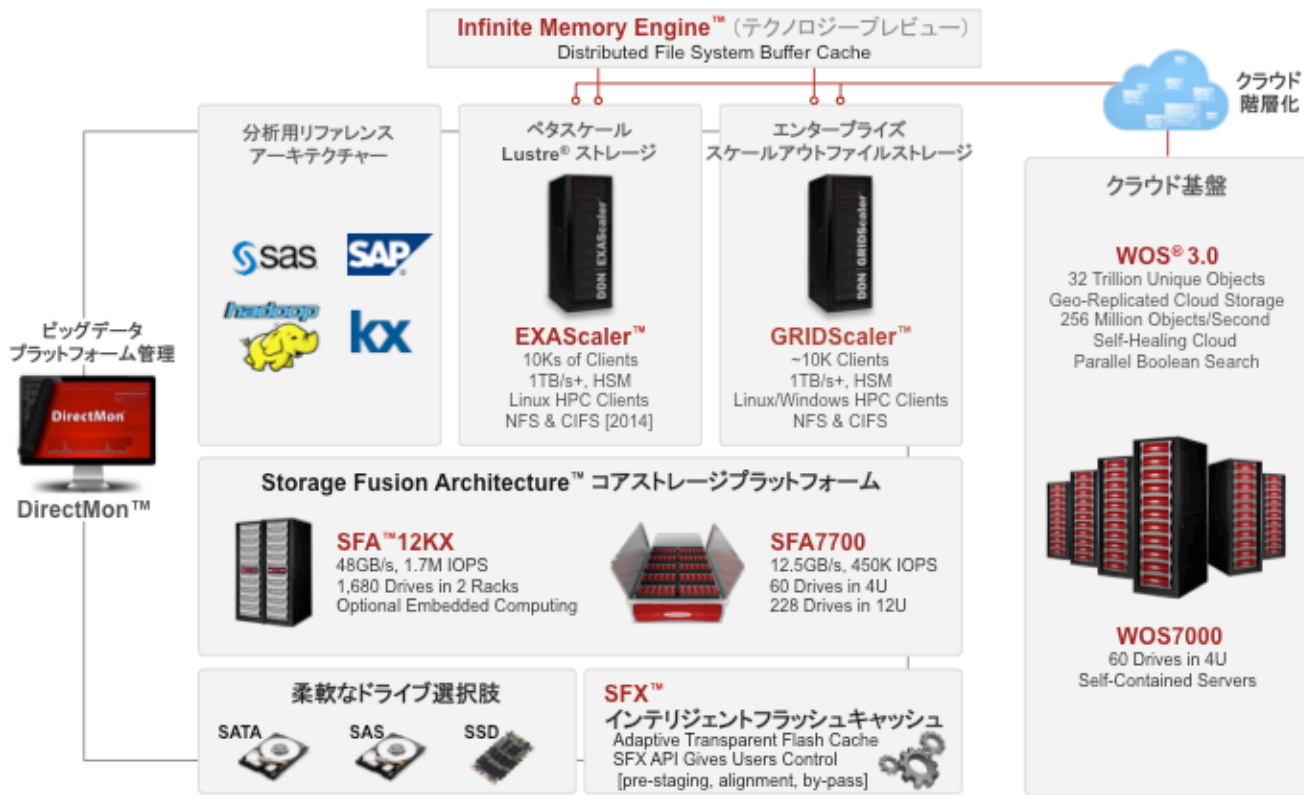 Infinite Memory Engine™ (テクノロジープレビュー)
Distributed File System Buffer Cache
クラウド
階層化
分析用リファレンス
アーキテクチャー
sas
SAP
hadoop
kx
ペタスケール
Lustre® ストレージ
DDN | EXAScaler
EXAScaler™
10Ks of Clients
1TB/s+, HSM
Linux HPC Clients
NFS & CIFS [2014]
エンタープライズ
スケールアウトファイルストレージ
DDN | GRIDScaler
GRIDScaler™
~10K Clients
1TB/s+, HSM
Linux/Windows HPC Clients
NFS & CIFS
クラウド基盤
WOS® 3.0
32 Trillion Unique Objects
Geo-Replicated Cloud Storage
256 Million Objects/Second
Self-Healing Cloud
Parallel Boolean Search
WOS7000
60 Drives in 4U
Self-Contained Servers
ビッグデータ
プラットフォーム管理
DirectMon
DirectMon™
Storage Fusion Architecture™ コアストレージプラットフォーム
SFA™12KX
48GB/s, 1.7M IOPS
1,680 Drives in 2 Racks
Optional Embedded Computing
SFA7700
12.5GB/s, 450K IOPS
60 Drives in 4U
228 Drives in 12U
柔軟なドライブ選択肢
SATA
SAS
SSD
SFX™
インテリジェントフラッシュキャッシュ
Adaptive Transparent Flash Cache
SFX API Gives Users Control
[pre-staging, alignment, by-pass]